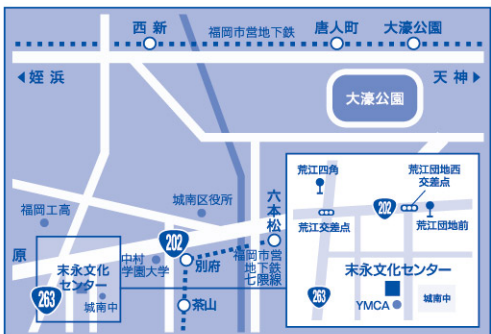 西新
福岡市営地下鉄
唐人町
大濠公園
姪浜
天神
大濠公園
福岡工高
城南区役所
六本松
202
原
中村
学園大学
別府
福岡市営
地下鉄
七隈線
茶山
末永文化
センター
城南中
263
荒江四角
荒江団地西
交差点
202
荒江交差点
荒江団地前
末永文化センター
263
YMCA
城南中